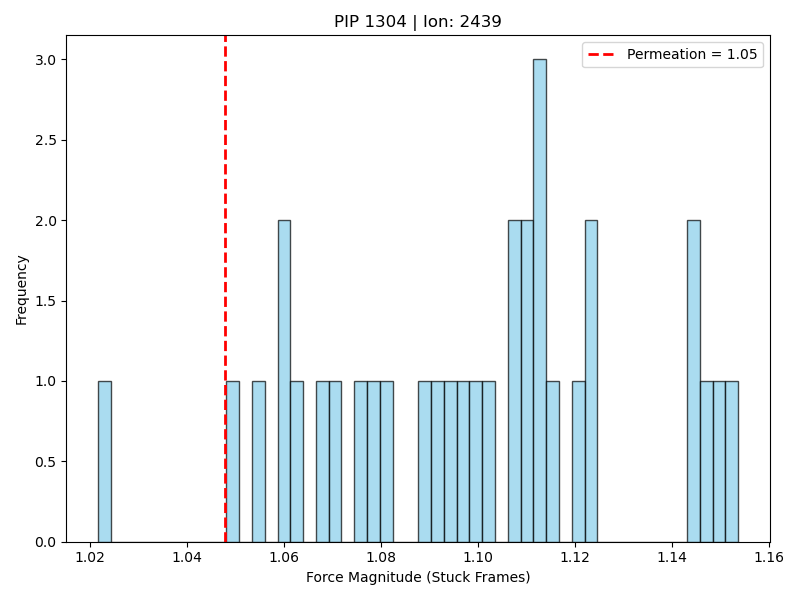 PIP 1304 | Ion: 2439
Permeation = 1.05
3.0
2.5
2.0
1.5
1.0
0.5
0.0
Frequency
1.02 1.04 1.06 1.08 1.10 1.12 1.14 1.16
Force Magnitude (Stuck Frames)